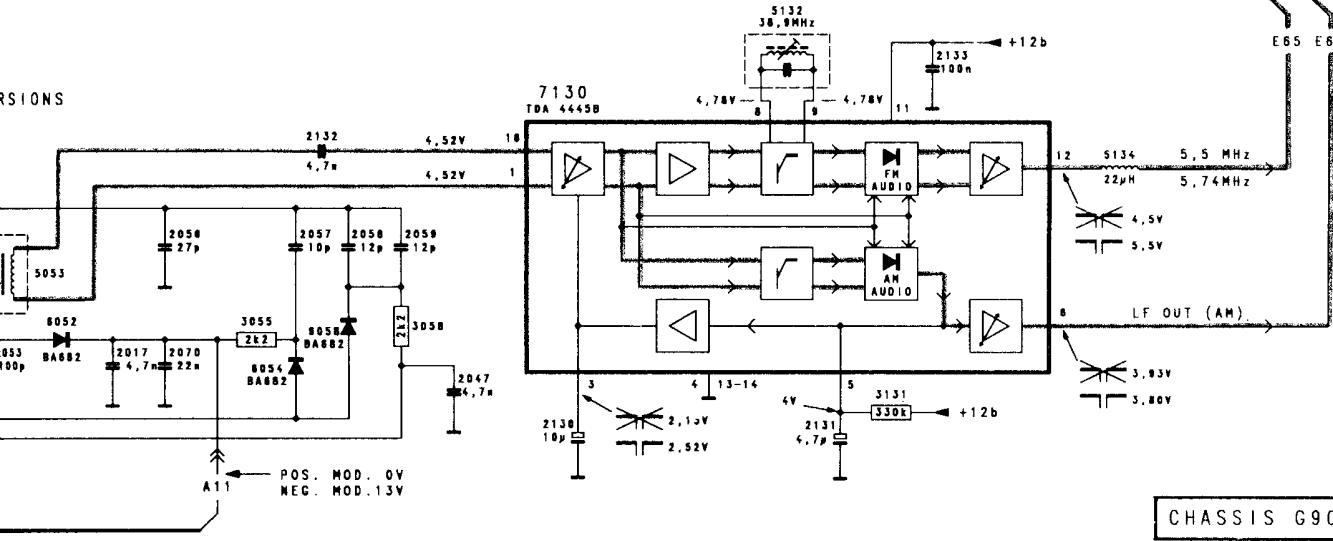 5132
38,9MHz
E65
+12b
2133
100n
RSIONS
7130
TDA 4445B
4,78V
4,78V
8
9
11
2132
4,7n
4,52V
4,52V
1
12
5134
22µH
5,5 MHz
5,74MHz
FM
AUDIO
4,5V
5,5V
2056
27p
2057
10p
2058
12p
2059
12p
5053
AM
AUDIO
6052
BA682
3055
2k2
6058
BA682
3058
2k2
6054
BA682
2017
4,7n
2070
22n
2047
4,7n
LF OUT (AM)
3,93V
3,80V
3
4
13-14
5
4V
3131
330k
+12b
2130
10µ
2,52V
2131
4,7µ
A11
POS. MOD. 0V
NEG. MOD.13V
CHASSIS G90